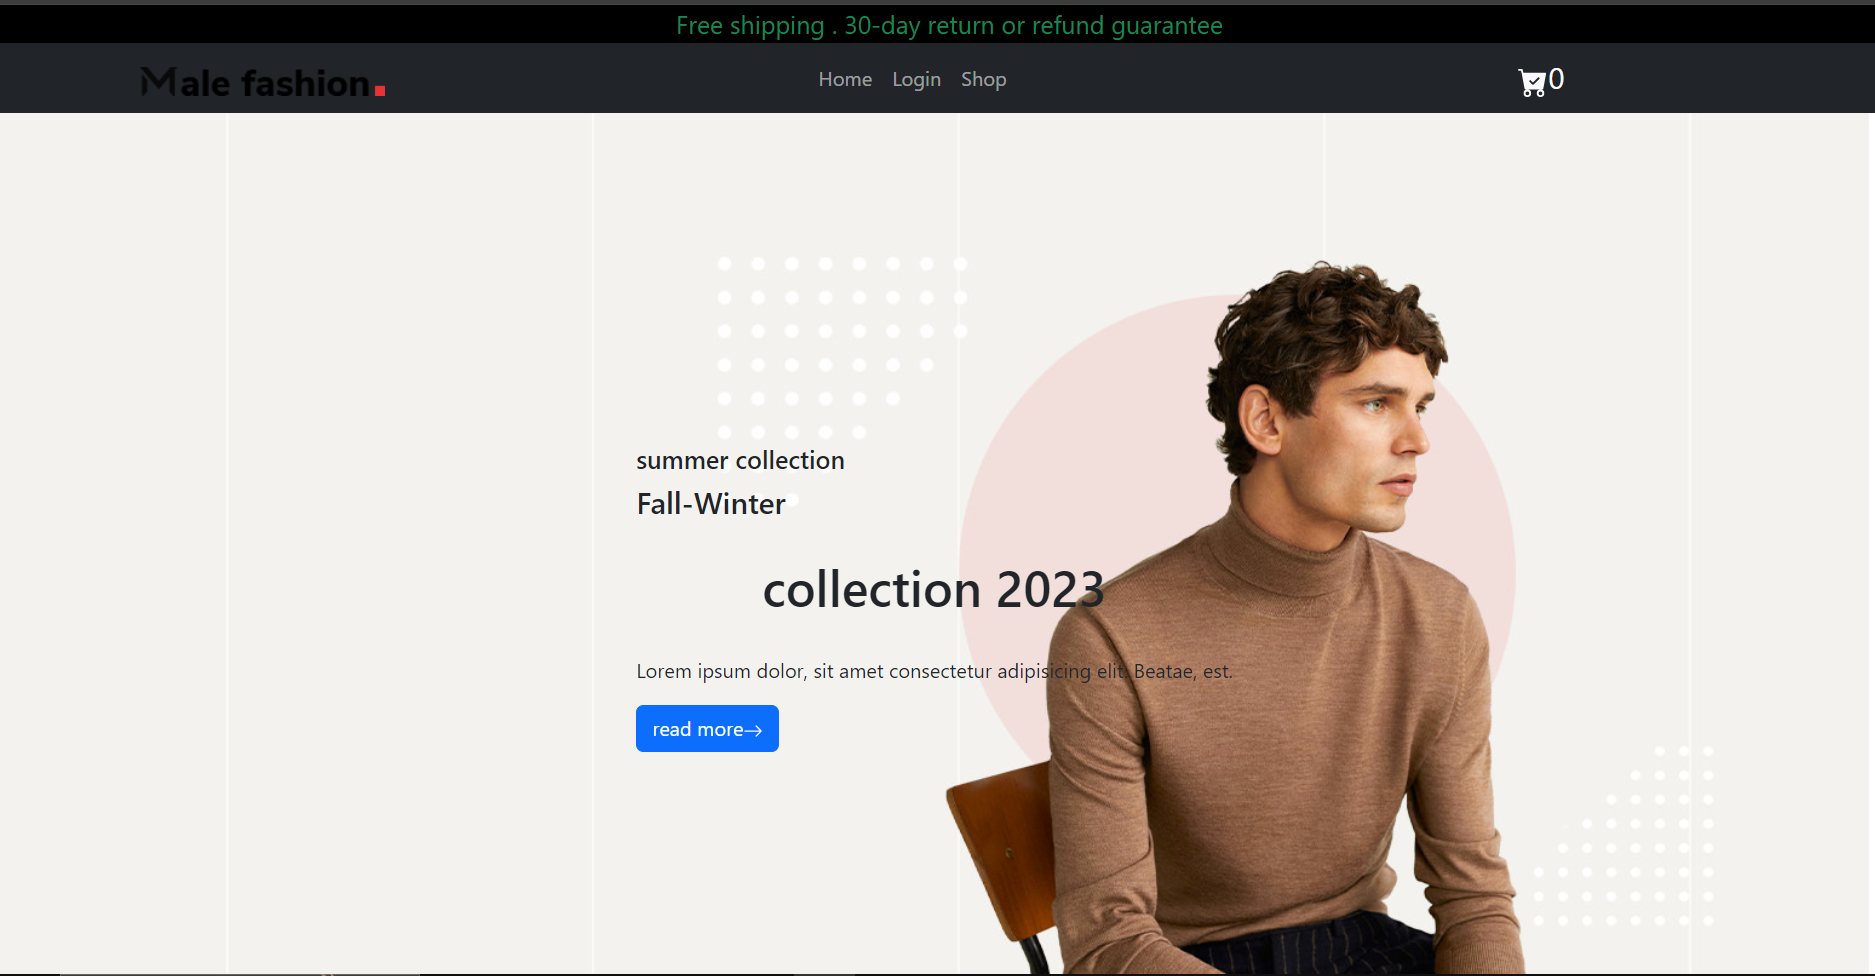 Free shipping . 30-day return or refund guarantee
Male fashion.
Home Login Shop
0
summer collection
Fall-Winter
collection 2023
Lorem ipsum dolor, sit amet consectetur adipisicing elit. Beatae, est.
read more→